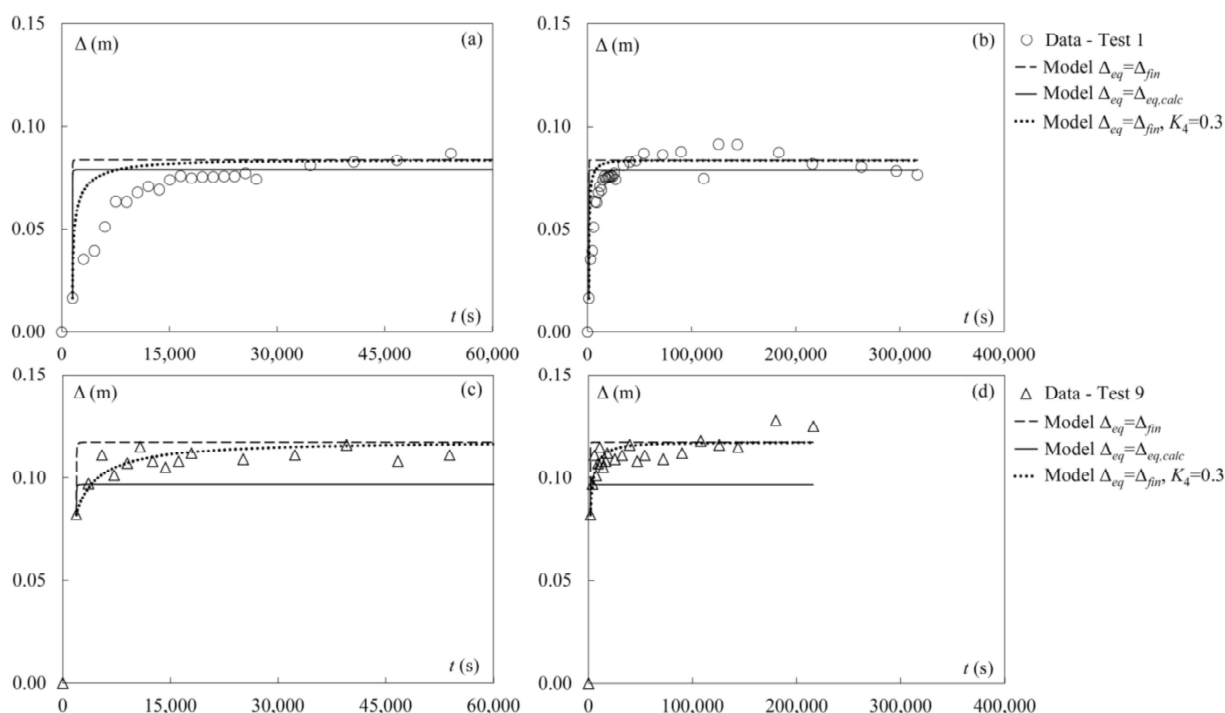 0.15
Δ (m)
(a)
0.10
0.05
0.00
t (s)
0
15,000
30,000
45,000
60,000
0.15
Δ (m)
(b)
0.10
0.05
0.00
t (s)
0
100,000
200,000
300,000
400,000
Data - Test 1
Model Δeq=Δfin
Model Δeq=Δeq,calc
Model Δeq=Δfin, K4=0.3
0.15
Δ (m)
(c)
0.10
0.05
0.00
t (s)
0
15,000
30,000
45,000
60,000
0.15
Δ (m)
(d)
0.10
0.05
0.00
t (s)
0
100,000
200,000
300,000
400,000
Data - Test 9
Model Δeq=Δfin
Model Δeq=Δeq,calc
Model Δeq=Δfin, K4=0.3